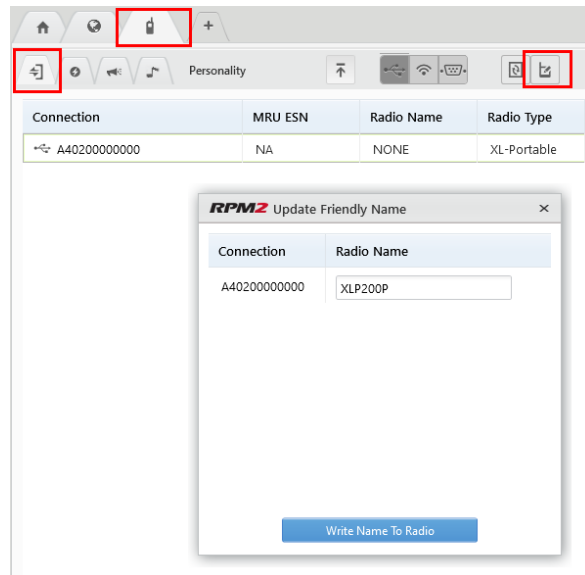 +
Personality
Connection MRU ESN Radio Name Radio Type
A40200000000 NA NONE XL-Portable
RPM2 Update Friendly Name ×
Connection Radio Name
A40200000000 XLP200P
Write Name To Radio